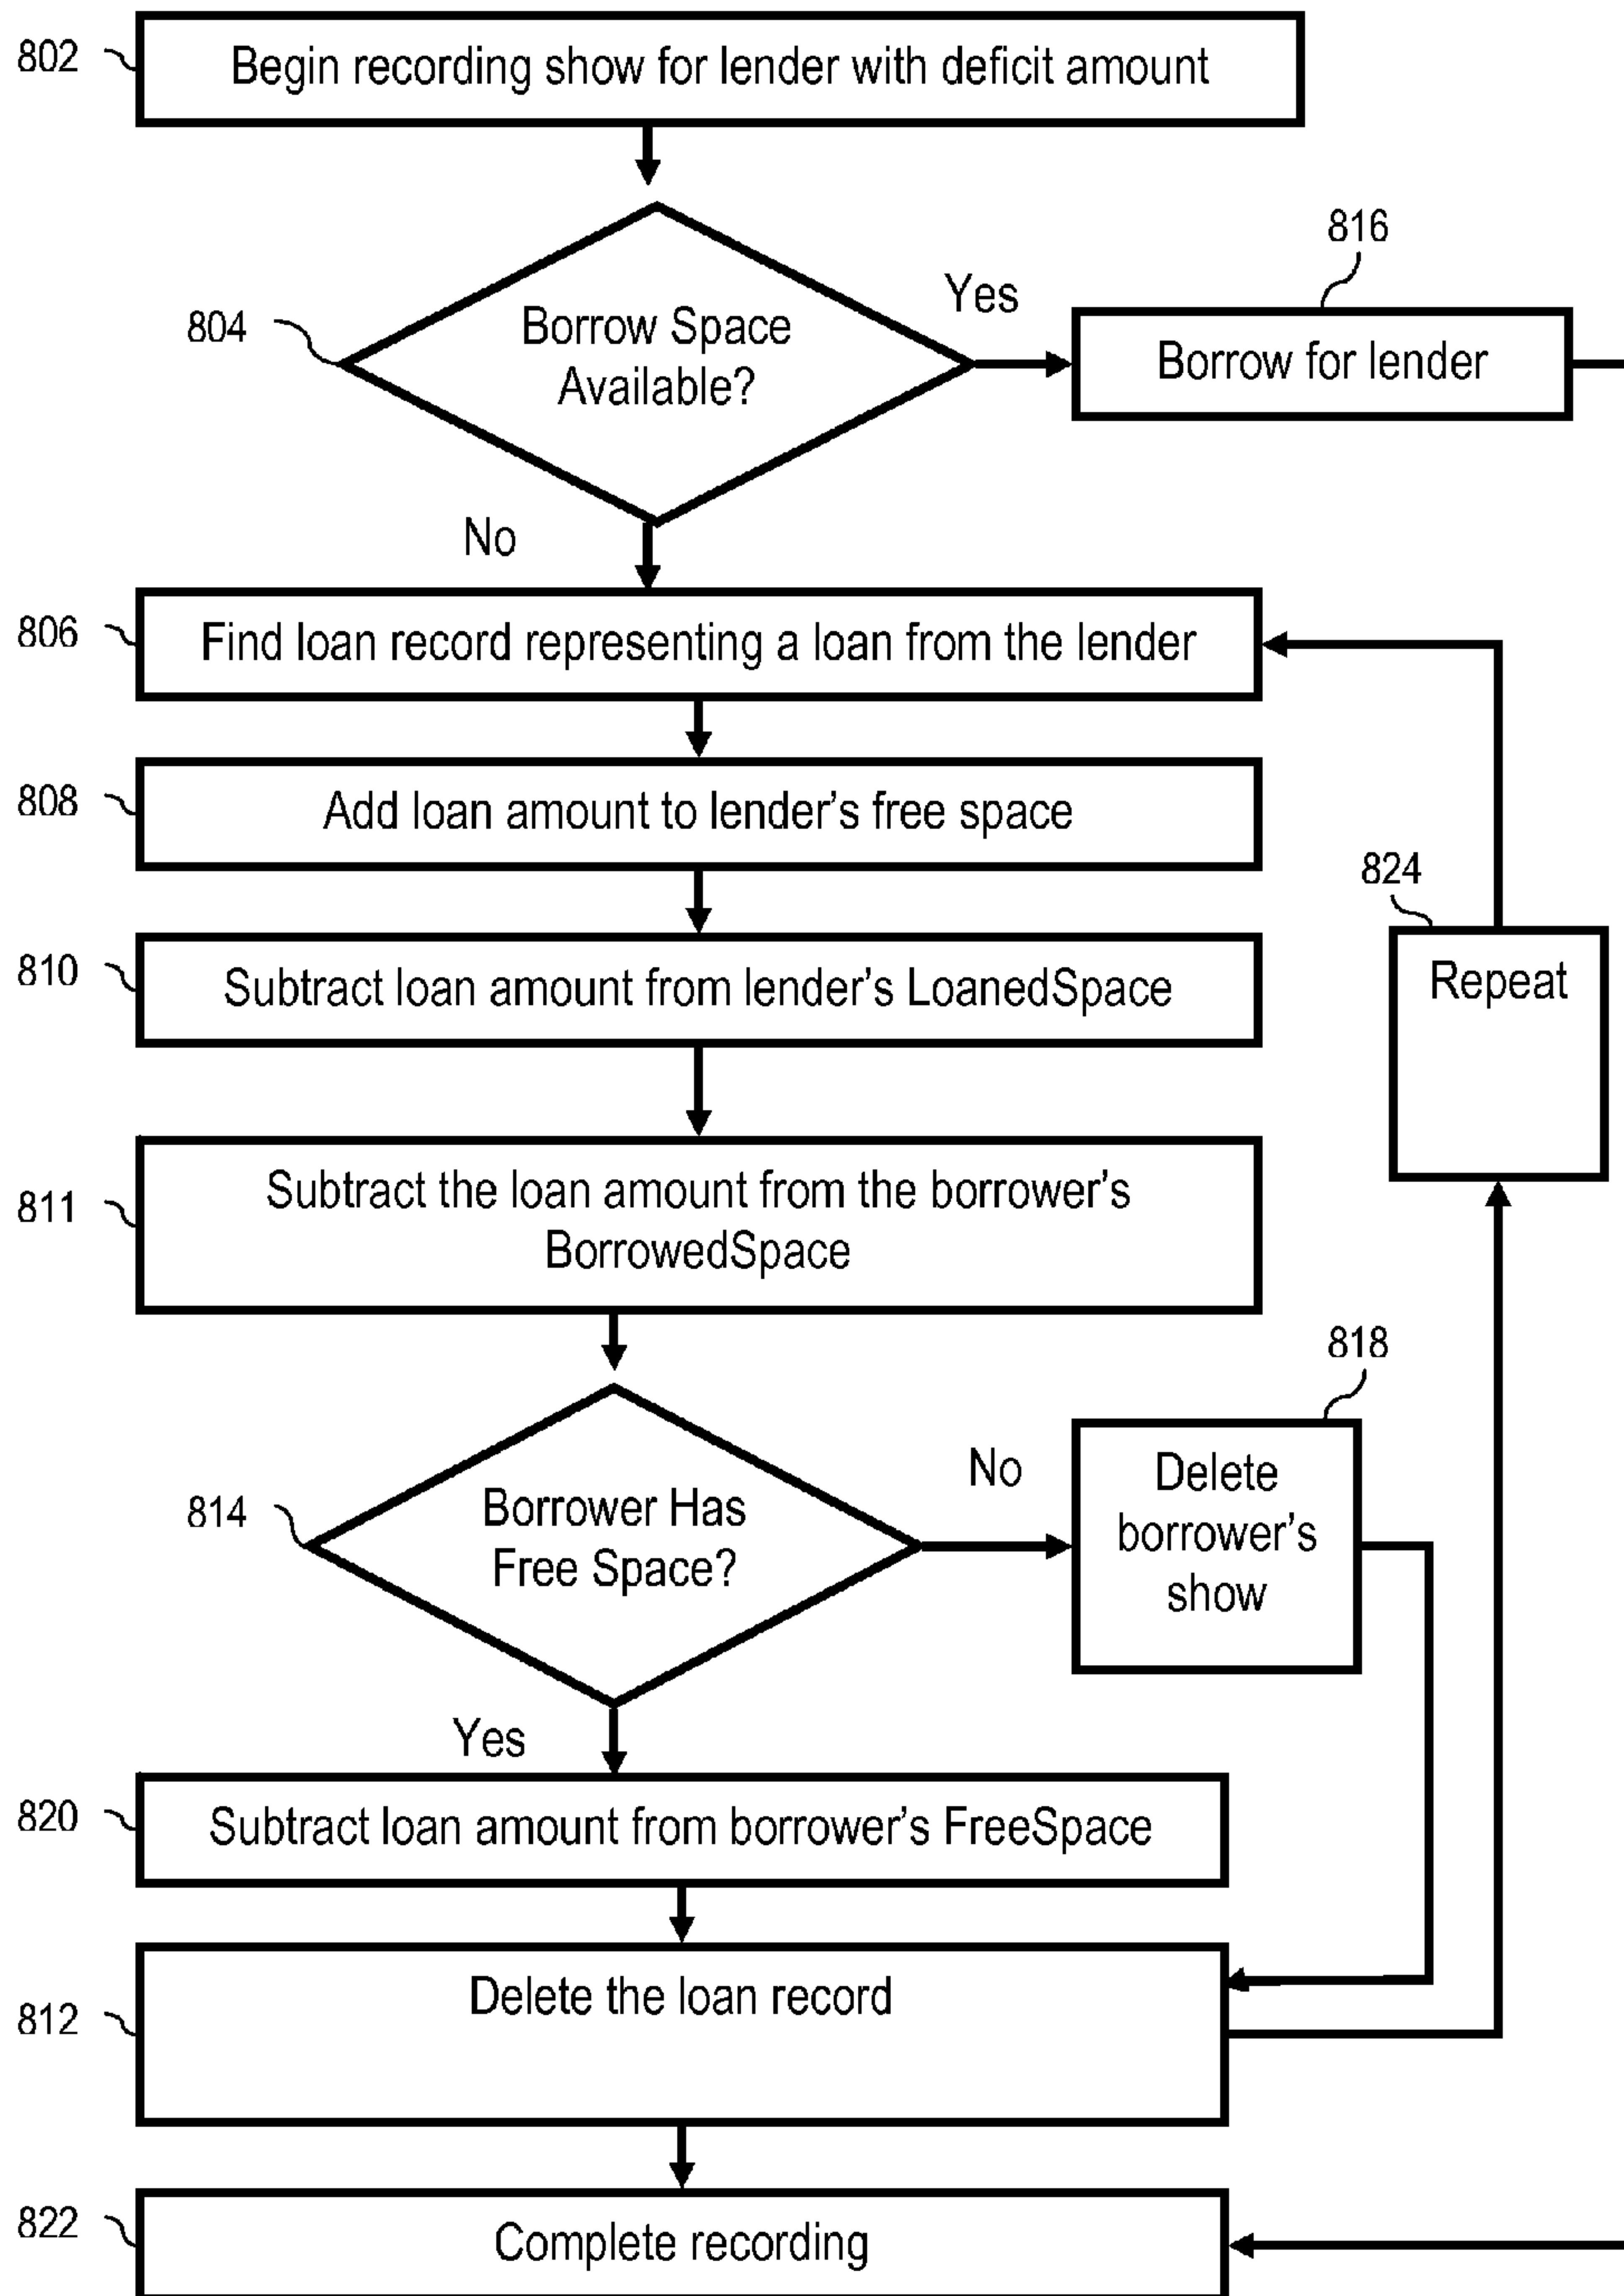 802
Begin recording show for lender with deficit amount
816
804
Borrow Space
Available?
Yes
Borrow for lender
No
806
Find loan record representing a loan from the lender
808
Add loan amount to lender's free space
824
Repeat
810
Subtract loan amount from lender's LoanedSpace
811
Subtract the loan amount from the borrower's
BorrowedSpace
818
814
Borrower Has
Free Space?
No
Delete
borrower's
show
Yes
820
Subtract loan amount from borrower's FreeSpace
812
Delete the loan record
822
Complete recording